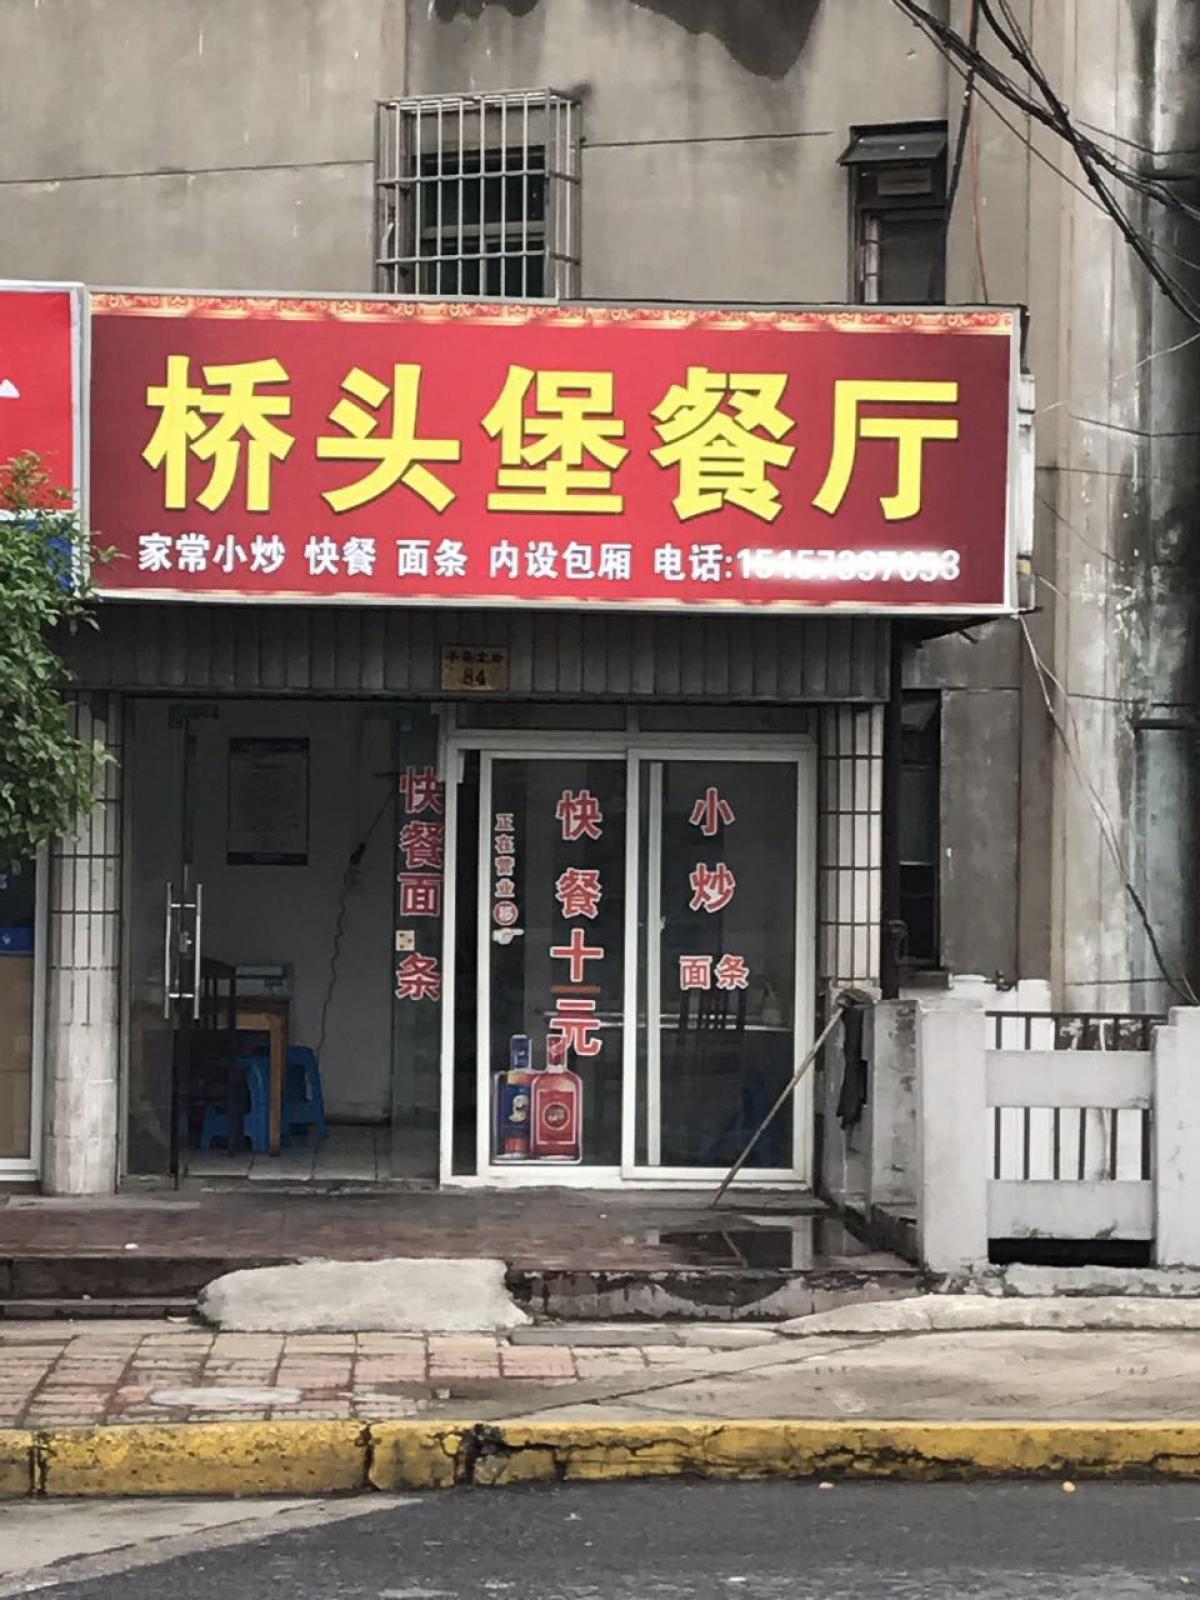 桥头堡餐厅
家常小炒 快餐 面条 内设包厢 电话:
84
快餐面条
正在营业
快餐十元
小炒
面条